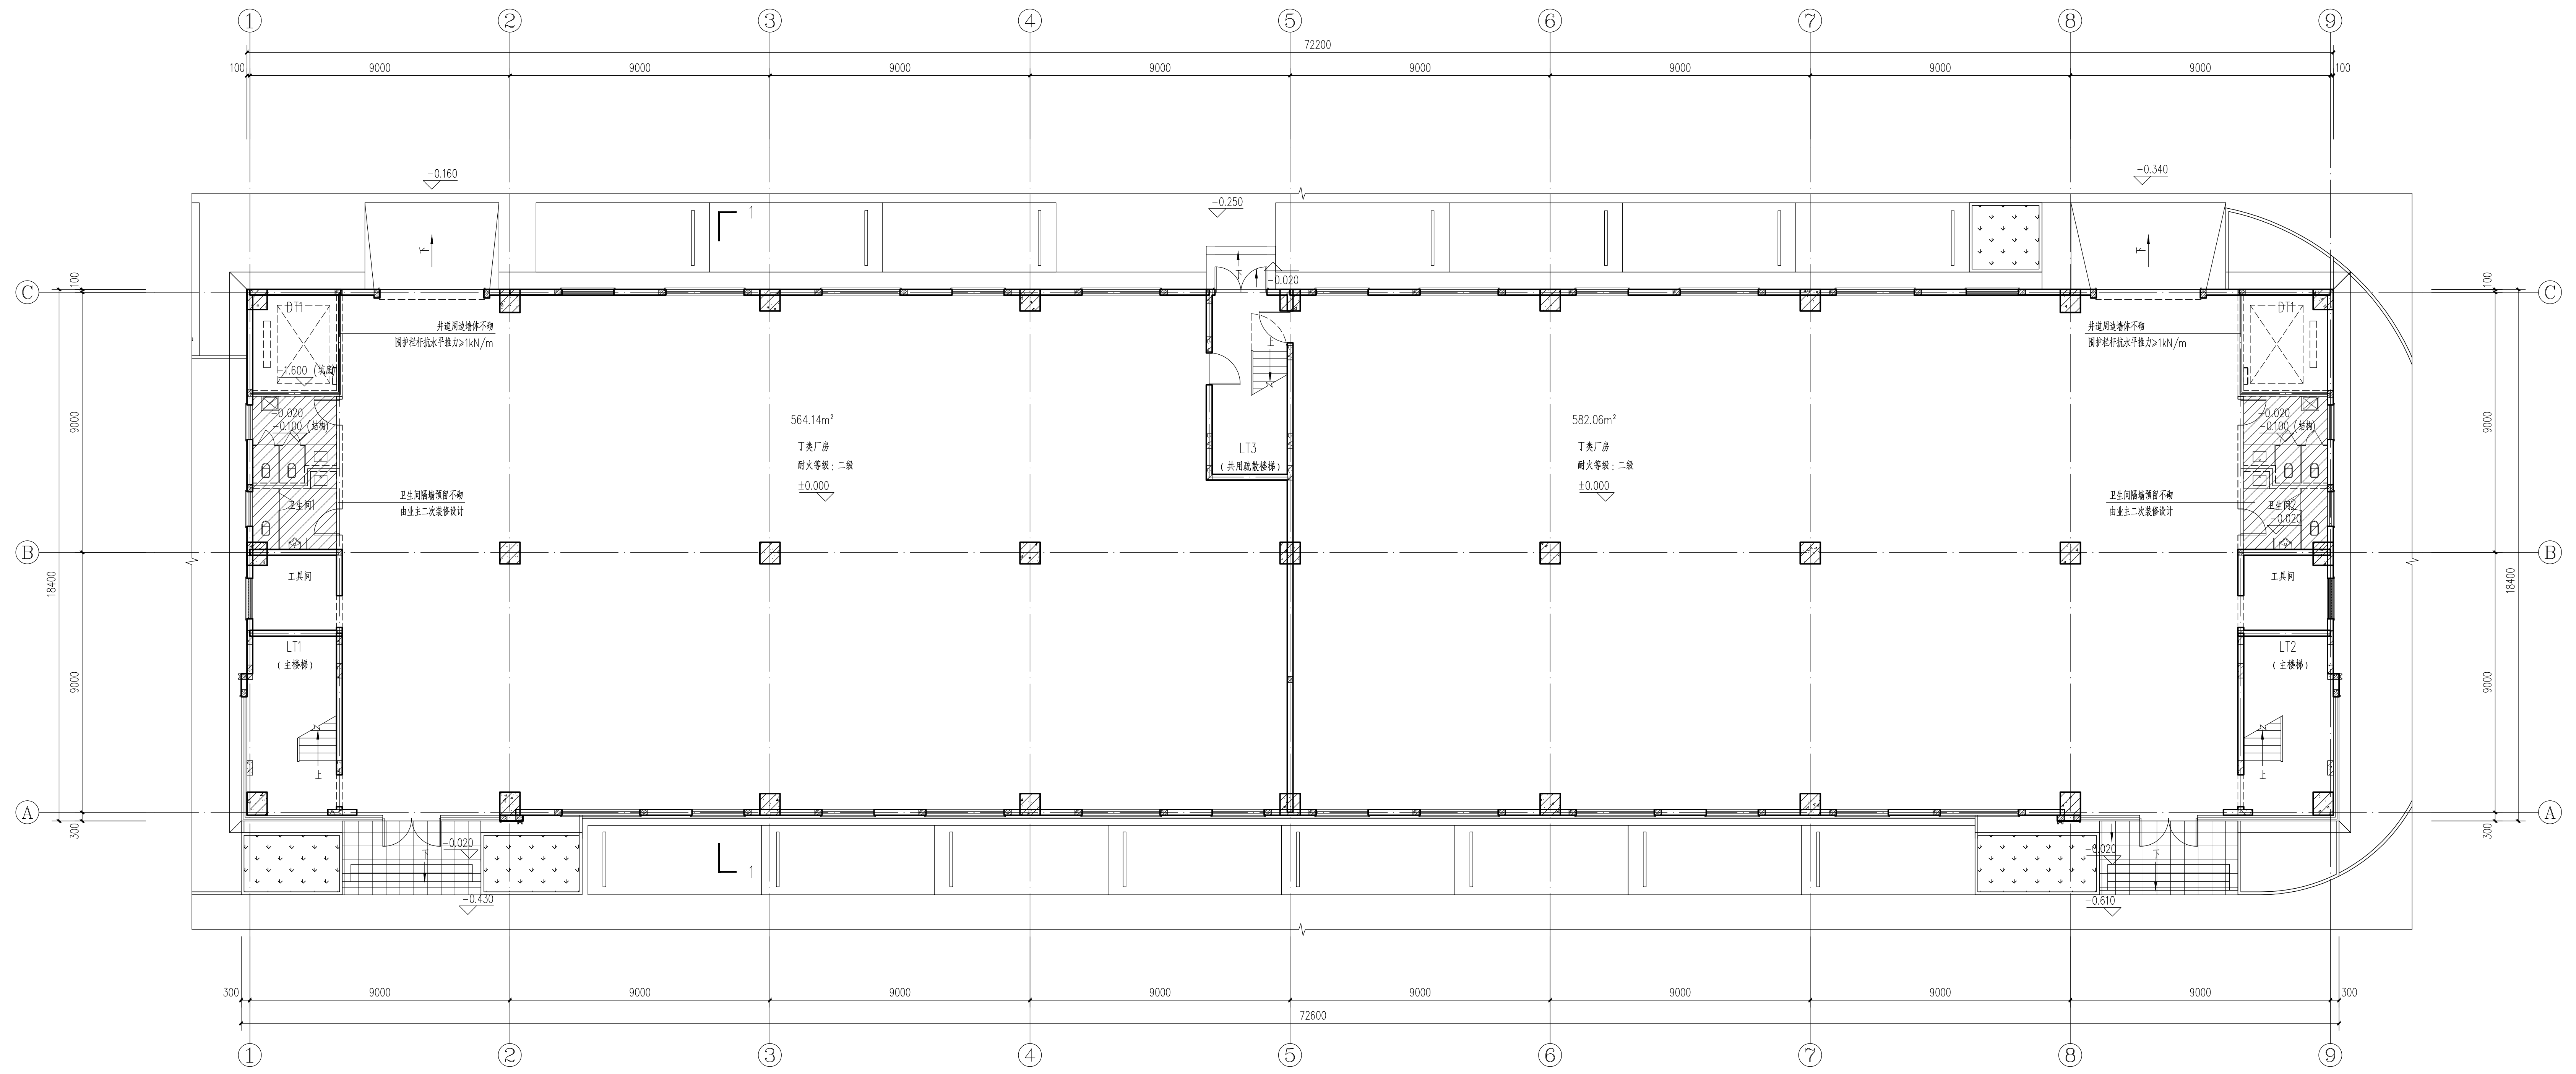 1 2 3 4 5 6 7 8 9
72200
100 9000 9000 9000 9000 9000 9000 9000 9000 100
-0.160
-0.340
-0.250
1
下
下
下
-0.020
C
C
100
100
DT1
DT1
井道周边墙体不砌
围护栏杆抗水平推力≥1kN/m
井道周边墙体不砌
围护栏杆抗水平推力≥1kN/m
上
-1.600（坑底
-0.020
-0.100（结构）
-0.020
-0.100（结构）
9000
9000
564.14m²
丁类厂房
耐火等级：二级
±0.000
LT3
（共用疏散楼梯）
582.06m²
丁类厂房
耐火等级：二级
±0.000
卫生间隔墙预留不砌
由业主二次装修设计
卫生间隔墙预留不砌
由业主二次装修设计
卫生间1
卫生间2
-0.020
B
B
18400
18400
工具间
工具间
LT1
（主楼梯）
LT2
（主楼梯）
9000
9000
上
上
A
A
300
300
-0.020
-0.020
下
下
1
-0.430
-0.610
300 9000 9000 9000 9000 9000 9000 9000 9000 300
72600
1 2 3 4 5 6 7 8 9